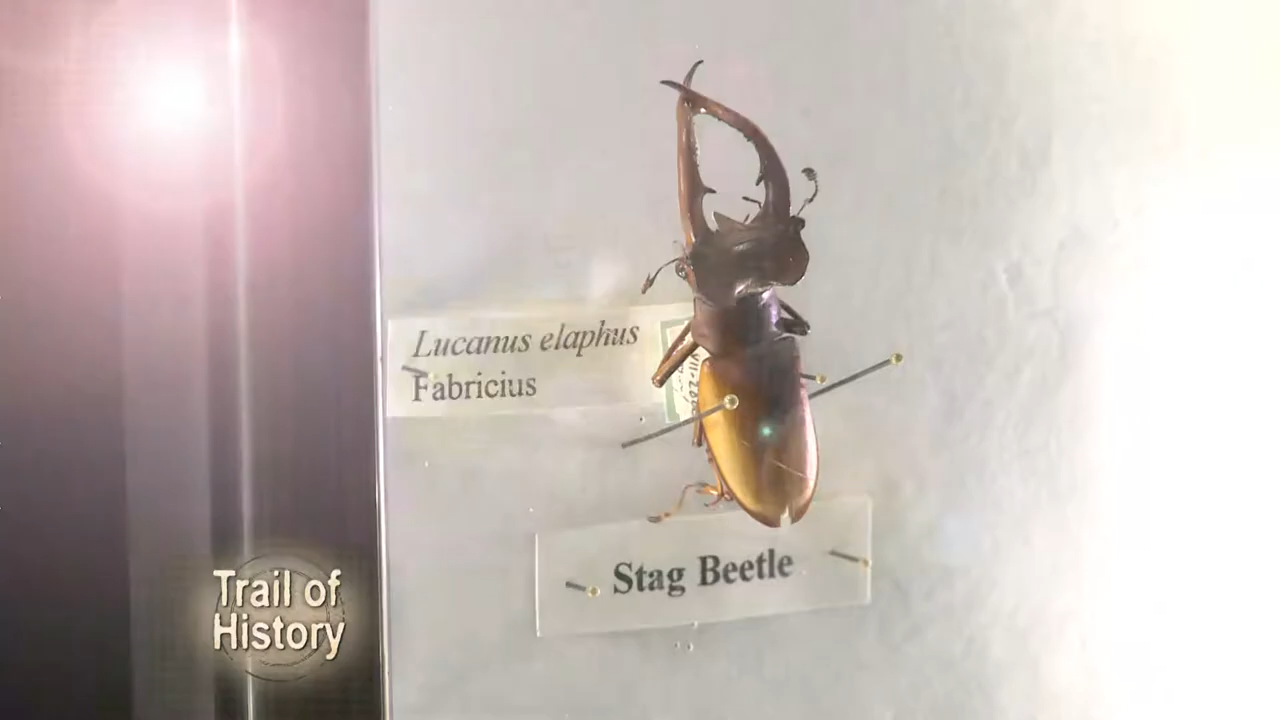 Lucanus elaphus
Fabricius
Stag Beetle
Trail of
History